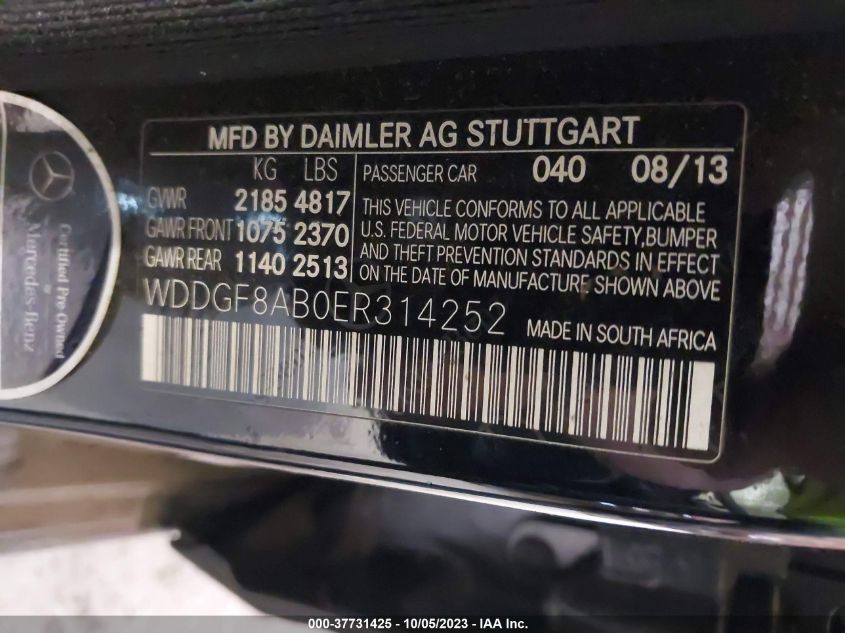 MFD BY DAIMLER AG STUTTGART
KG LBS
GVWR 2185 4817
GAWR FRONT 1075 2370
GAWR REAR 1140 2513
PASSENGER CAR 040 08/13
THIS VEHICLE CONFORMS TO ALL APPLICABLE
U.S. FEDERAL MOTOR VEHICLE SAFETY,BUMPER
AND THEFT PREVENTION STANDARDS IN EFFECT
ON THE DATE OF MANUFACTURE SHOWN ABOVE
WDDGF8AB0ER314252
MADE IN SOUTH AFRICA
Certified Pre-Owned
Mercedes-Benz
000-37731425 - 10/05/2023 - IAA Inc.